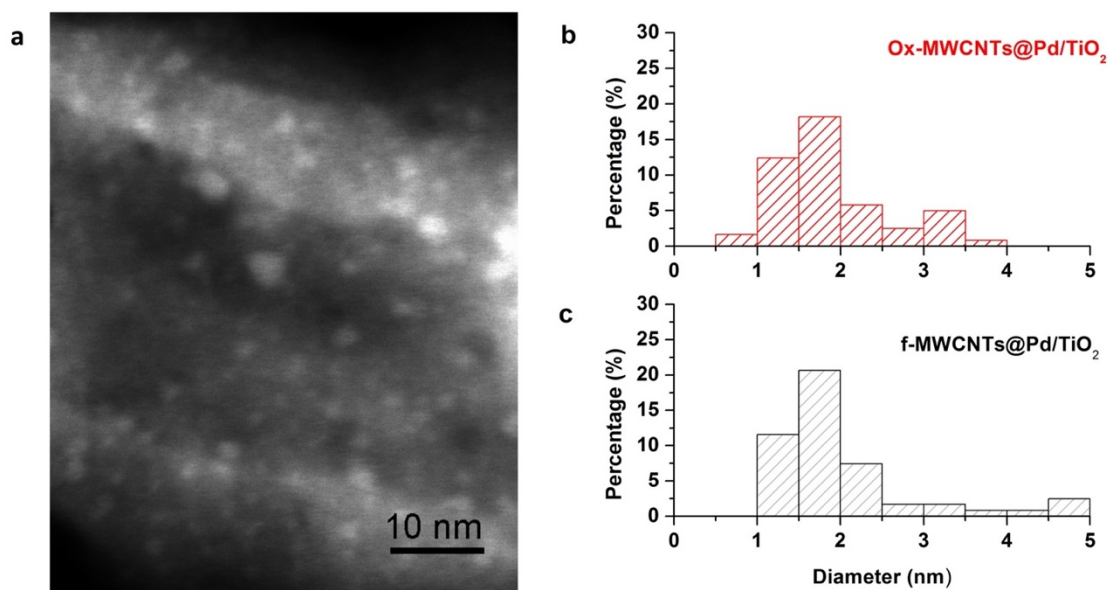 a
10 nm
b
Ox-MWCNTs@Pd/TiO₂
Percentage (%)
30
25
20
15
10
5
0
0 1 2 3 4 5
c
f-MWCNTs@Pd/TiO₂
Percentage (%)
30
25
20
15
10
5
0
0 1 2 3 4 5
Diameter (nm)